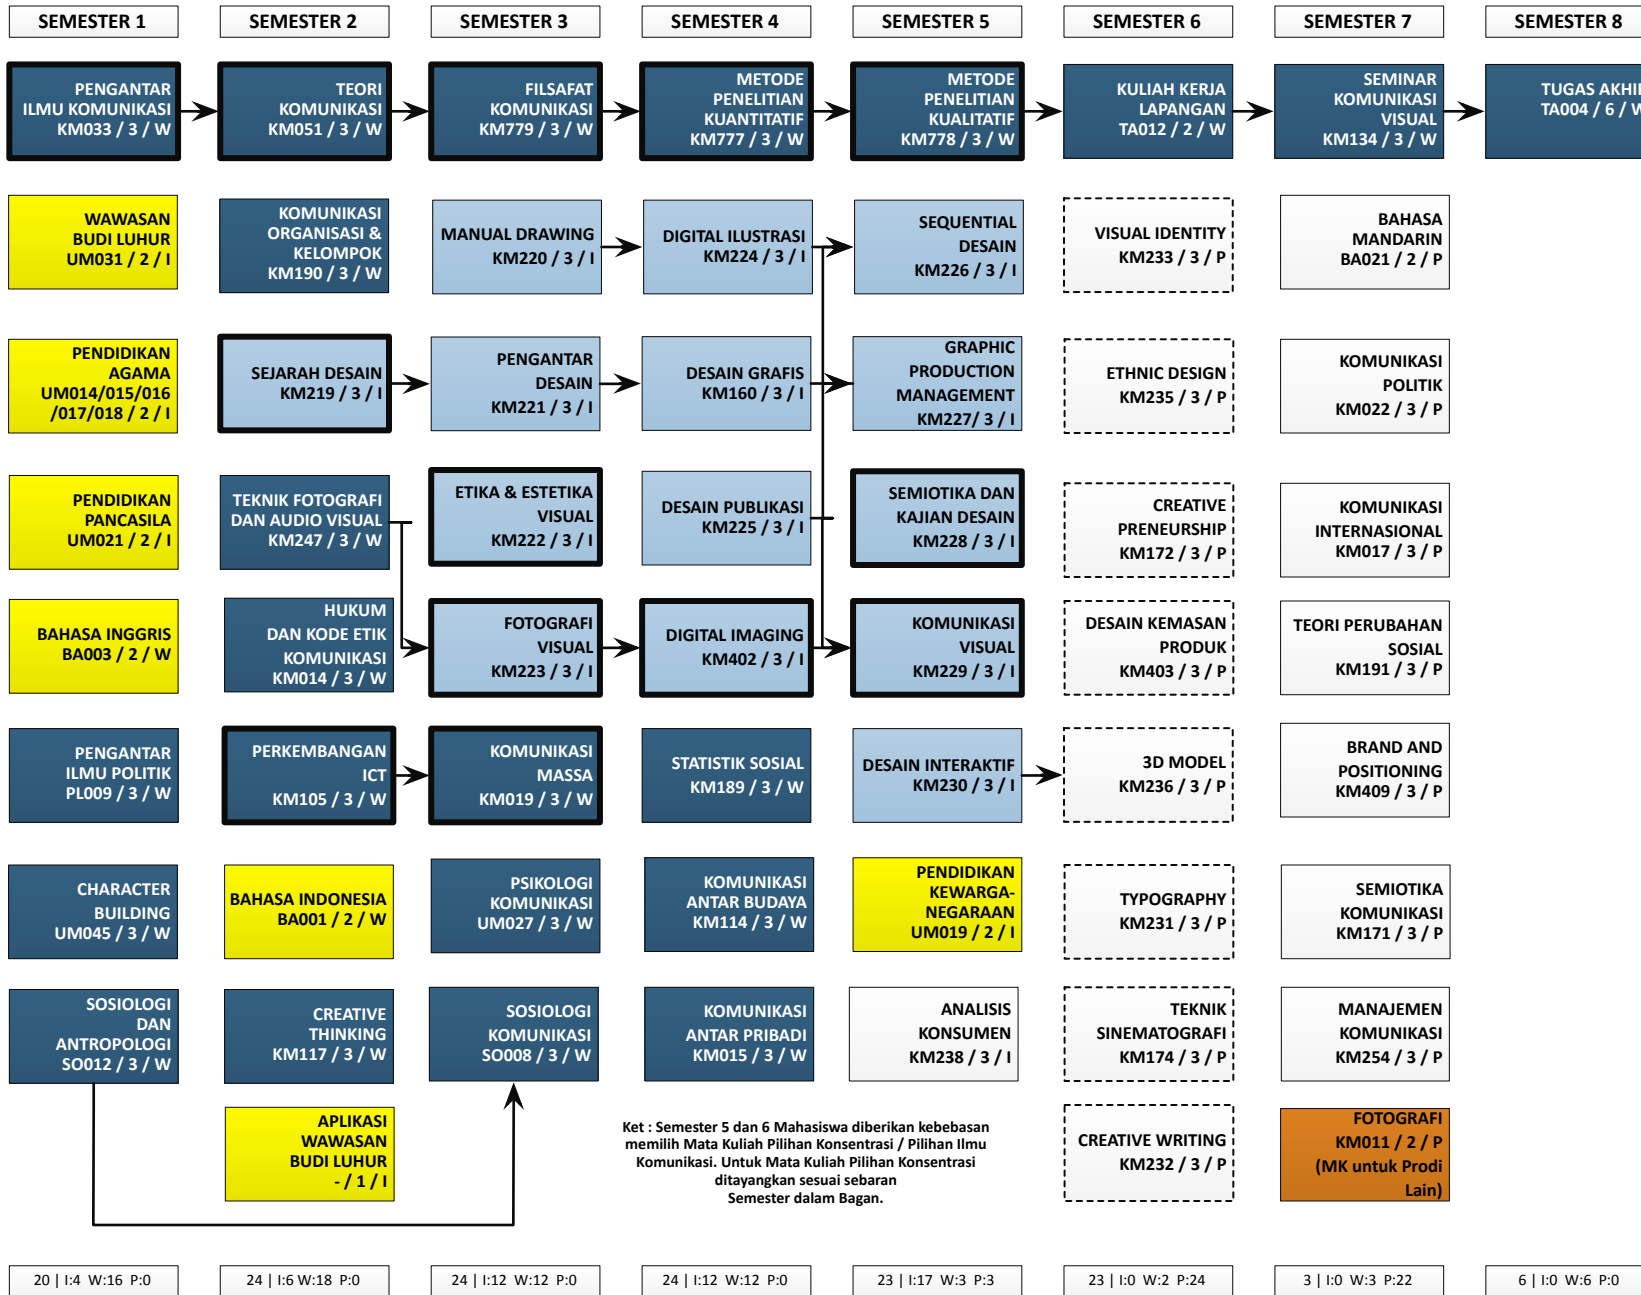 SEMESTER 1
SEMESTER 2
SEMESTER 3
SEMESTER 4
SEMESTER 5
SEMESTER 6
SEMESTER 7
SEMESTER 8
PENGANTAR
ILMU KOMUNIKASI
KM033 / 3 / W
TEORI
KOMUNIKASI
KM051 / 3 / W
FILSAFAT
KOMUNIKASI
KM779 / 3 / W
METODE
PENELITIAN
KUANTITATIF
KM777 / 3 / W
METODE
PENELITIAN
KUALITATIF
KM778 / 3 / W
KULIAH KERJA
LAPANGAN
TA012 / 2 / W
SEMINAR
KOMUNIKASI
VISUAL
KM134 / 3 / W
TUGAS AKHI
TA004 / 6 / W
WAWASAN
BUDI LUHUR
UM031 / 2 / I
KOMUNIKASI
ORGANISASI &
KELOMPOK
KM190 / 3 / W
MANUAL DRAWING
KM220 / 3 / I
DIGITAL ILUSTRASI
KM224 / 3 / I
SEQUENTIAL
DESAIN
KM226 / 3 / I
VISUAL IDENTITY
KM233 / 3 / P
BAHASA
MANDARIN
BA021 / 2 / P
PENDIDIKAN
AGAMA
UM014/015/016
/017/018 / 2 / I
SEJARAH DESAIN
KM219 / 3 / I
PENGANTAR
DESAIN
KM221 / 3 / I
DESAIN GRAFIS
KM160 / 3 / I
GRAPHIC
PRODUCTION
MANAGEMENT
KM227/ 3 / I
ETHNIC DESIGN
KM235 / 3 / P
KOMUNIKASI
POLITIK
KM022 / 3 / P
PENDIDIKAN
PANCASILA
UM021 / 2 / I
TEKNIK FOTOGRAFI
DAN AUDIO VISUAL
KM247 / 3 / W
ETIKA & ESTETIKA
VISUAL
KM222 / 3 / I
DESAIN PUBLIKASI
KM225 / 3 / I
SEMIOTIKA DAN
KAJIAN DESAIN
KM228 / 3 / I
CREATIVE
PRENEURSHIP
KM172 / 3 / P
KOMUNIKASI
INTERNASIONAL
KM017 / 3 / P
BAHASA INGGRIS
BA003 / 2 / W
HUKUM
DAN KODE ETIK
KOMUNIKASI
KM014 / 3 / W
FOTOGRAFI
VISUAL
KM223 / 3 / I
DIGITAL IMAGING
KM402 / 3 / I
KOMUNIKASI
VISUAL
KM229 / 3 / I
DESAIN KEMASAN
PRODUK
KM403 / 3 / P
TEORI PERUBAHAN
SOSIAL
KM191 / 3 / P
PENGANTAR
ILMU POLITIK
PL009 / 3 / W
PERKEMBANGAN
ICT
KM105 / 3 / W
KOMUNIKASI
MASSA
KM019 / 3 / W
STATISTIK SOSIAL
KM189 / 3 / W
DESAIN INTERAKTIF
KM230 / 3 / I
3D MODEL
KM236 / 3 / P
BRAND AND
POSITIONING
KM409 / 3 / P
CHARACTER
BUILDING
UM045 / 3 / W
BAHASA INDONESIA
BA001 / 2 / W
PSIKOLOGI
KOMUNIKASI
UM027 / 3 / W
KOMUNIKASI
ANTAR BUDAYA
KM114 / 3 / W
PENDIDIKAN
KEWARGA-
NEGARAAN
UM019 / 2 / I
TYPOGRAPHY
KM231 / 3 / P
SEMIOTIKA
KOMUNIKASI
KM171 / 3 / P
SOSIOLOGI
DAN
ANTROPOLOGI
SO012 / 3 / W
CREATIVE
THINKING
KM117 / 3 / W
SOSIOLOGI
KOMUNIKASI
SO008 / 3 / W
KOMUNIKASI
ANTAR PRIBADI
KM015 / 3 / W
ANALISIS
KONSUMEN
KM238 / 3 / I
TEKNIK
SINEMATOGRAFI
KM174 / 3 / P
MANAJEMEN
KOMUNIKASI
KM254 / 3 / P
APLIKASI
WAWASAN
BUDI LUHUR
- / 1 / I
Ket : Semester 5 dan 6 Mahasiswa diberikan kebebasan
memilih Mata Kuliah Pilihan Konsentrasi / Pilihan Ilmu
Komunikasi. Untuk Mata Kuliah Pilihan Konsentrasi
ditayangkan sesuai sebaran
Semester dalam Bagan.
CREATIVE WRITING
KM232 / 3 / P
FOTOGRAFI
KM011 / 2 / P
(MK untuk Prodi
Lain)
20 | I:4 W:16 P:0
24 | I:6 W:18 P:0
24 | I:12 W:12 P:0
24 | I:12 W:12 P:0
23 | I:17 W:3 P:3
23 | I:0 W:2 P:24
3 | I:0 W:3 P:22
6 | I:0 W:6 P:0